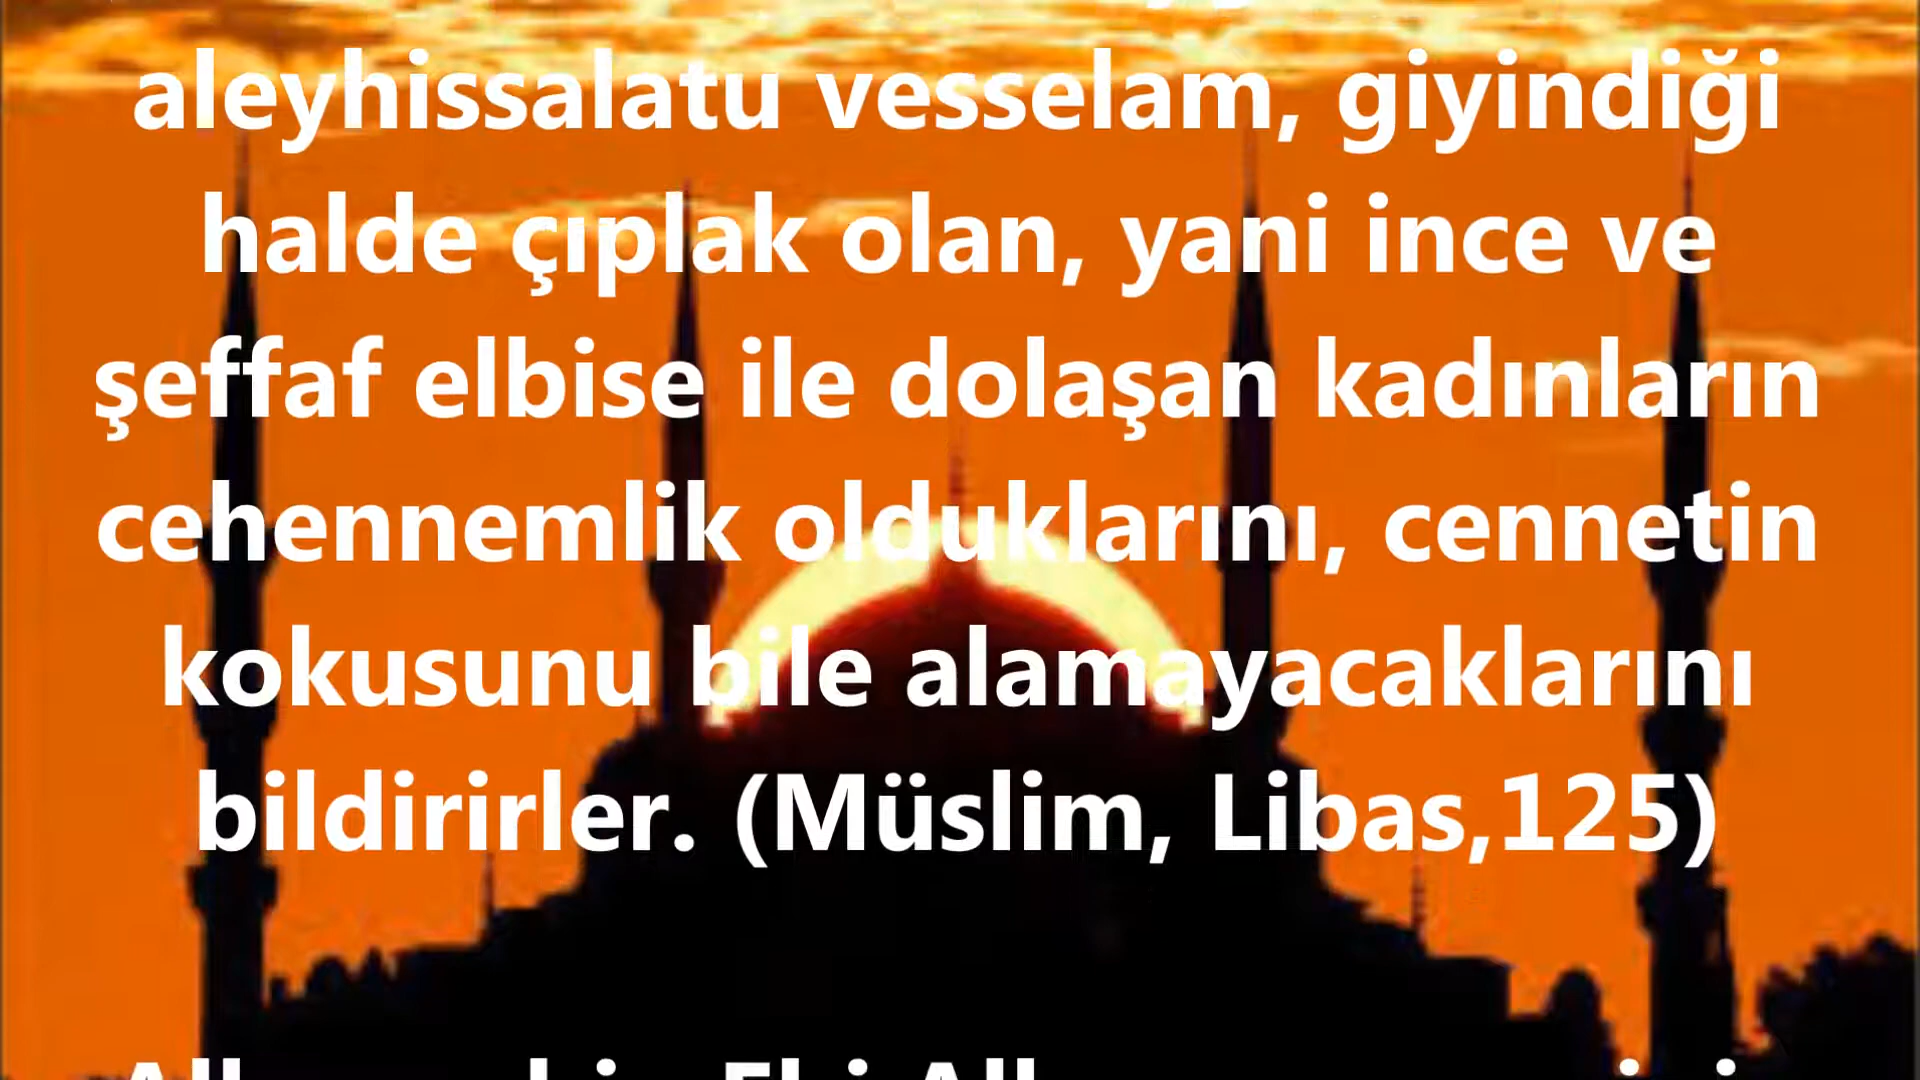 aleyhissalatu vesselam, giyindiği
halde çıplak olan, yani ince ve
şeffaf elbise ile dolaşan kadınların
cehennemlik olduklarını, cennetin
kokusunu bile alamayacaklarını
bildirirler. (Müslim, Libas,125)